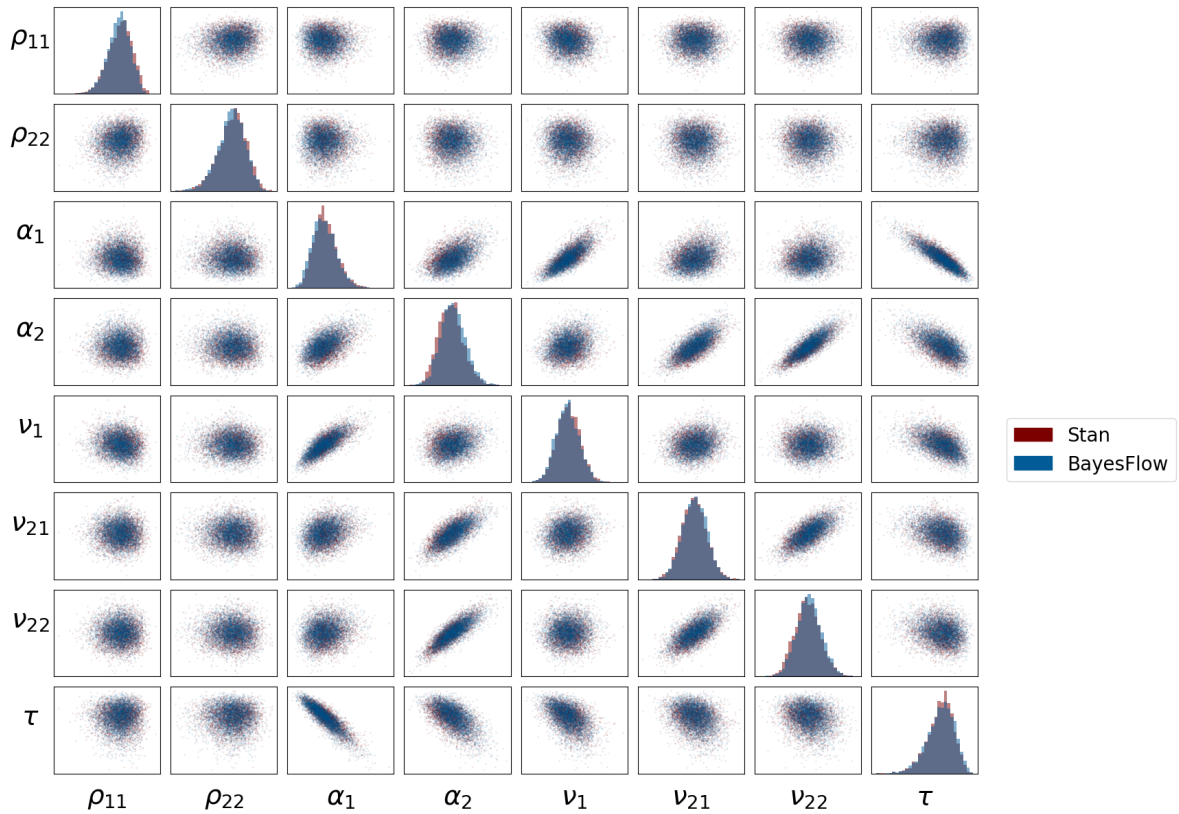 ρ₁₁
ρ₂₂
α₁
α₂
ν₁
ν₂₁
ν₂₂
τ
ρ₁₁ ρ₂₂ α₁ α₂ ν₁ ν₂₁ ν₂₂ τ
Stan
BayesFlow